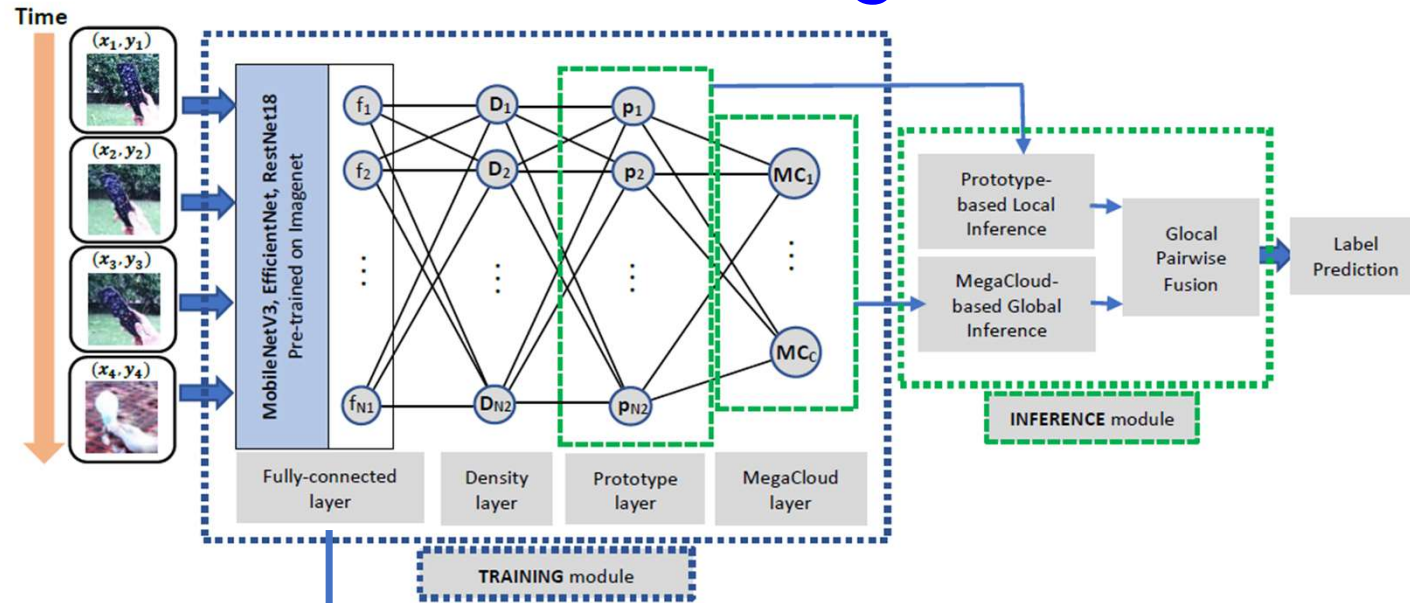 Time
(x₁, y₁)
(x₂, y₂)
(x₃, y₃)
(x₄, y₄)
MobileNetV3, EfficientNet, RestNet18
Pre-trained on Imagenet
f₁
f₂
⋮
fN1
D₁
D₂
⋮
DN2
p₁
p₂
⋮
pN2
MC₁
⋮
MCC
Fully-connected
layer
Density
layer
Prototype
layer
MegaCloud
layer
TRAINING module
Prototype-
based Local
Inference
MegaCloud-
based Global
Inference
Glocal
Pairwise
Fusion
Label
Prediction
INFERENCE module